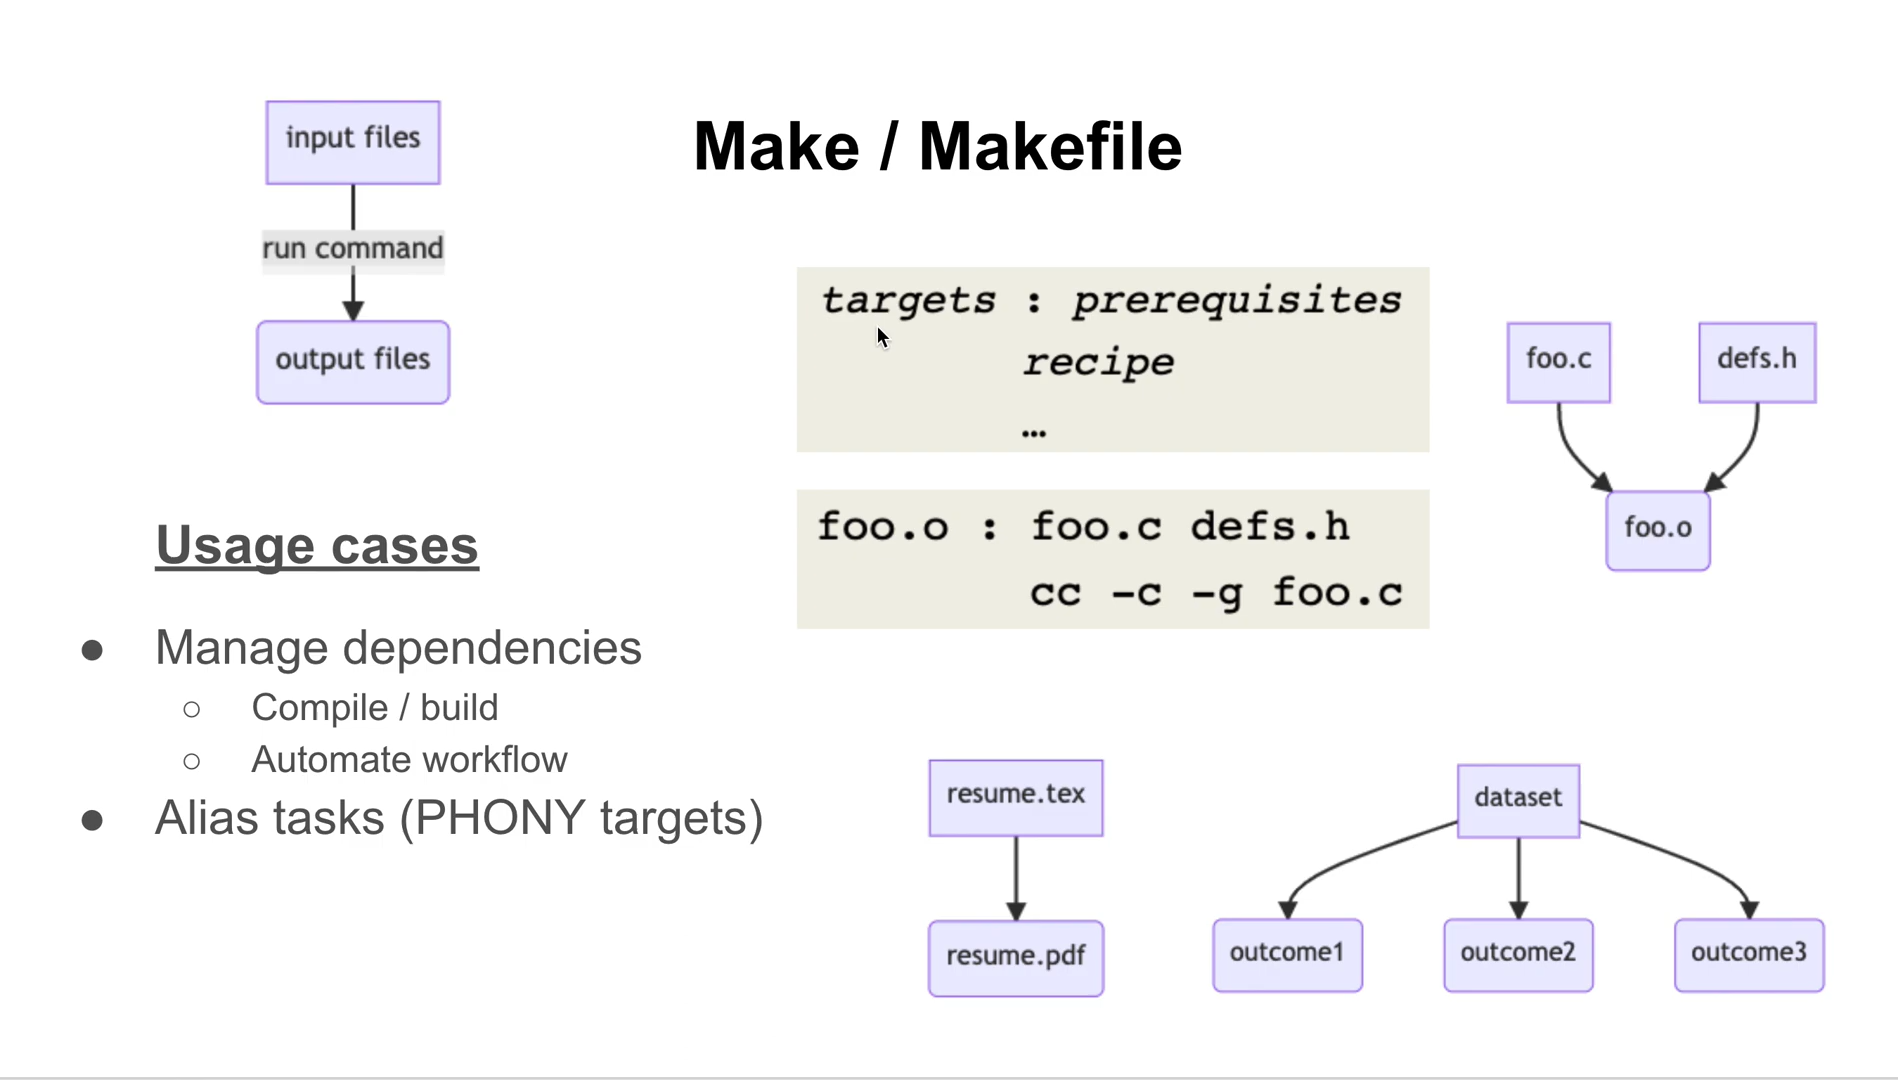 Make / Makefile
input files
run command
output files
targets : prerequisites
recipe
…
foo.o : foo.c defs.h
cc -c -g foo.c
foo.c
defs.h
foo.o
Usage cases
● Manage dependencies
○ Compile / build
○ Automate workflow
● Alias tasks (PHONY targets)
resume.tex
resume.pdf
dataset
outcome1
outcome2
outcome3